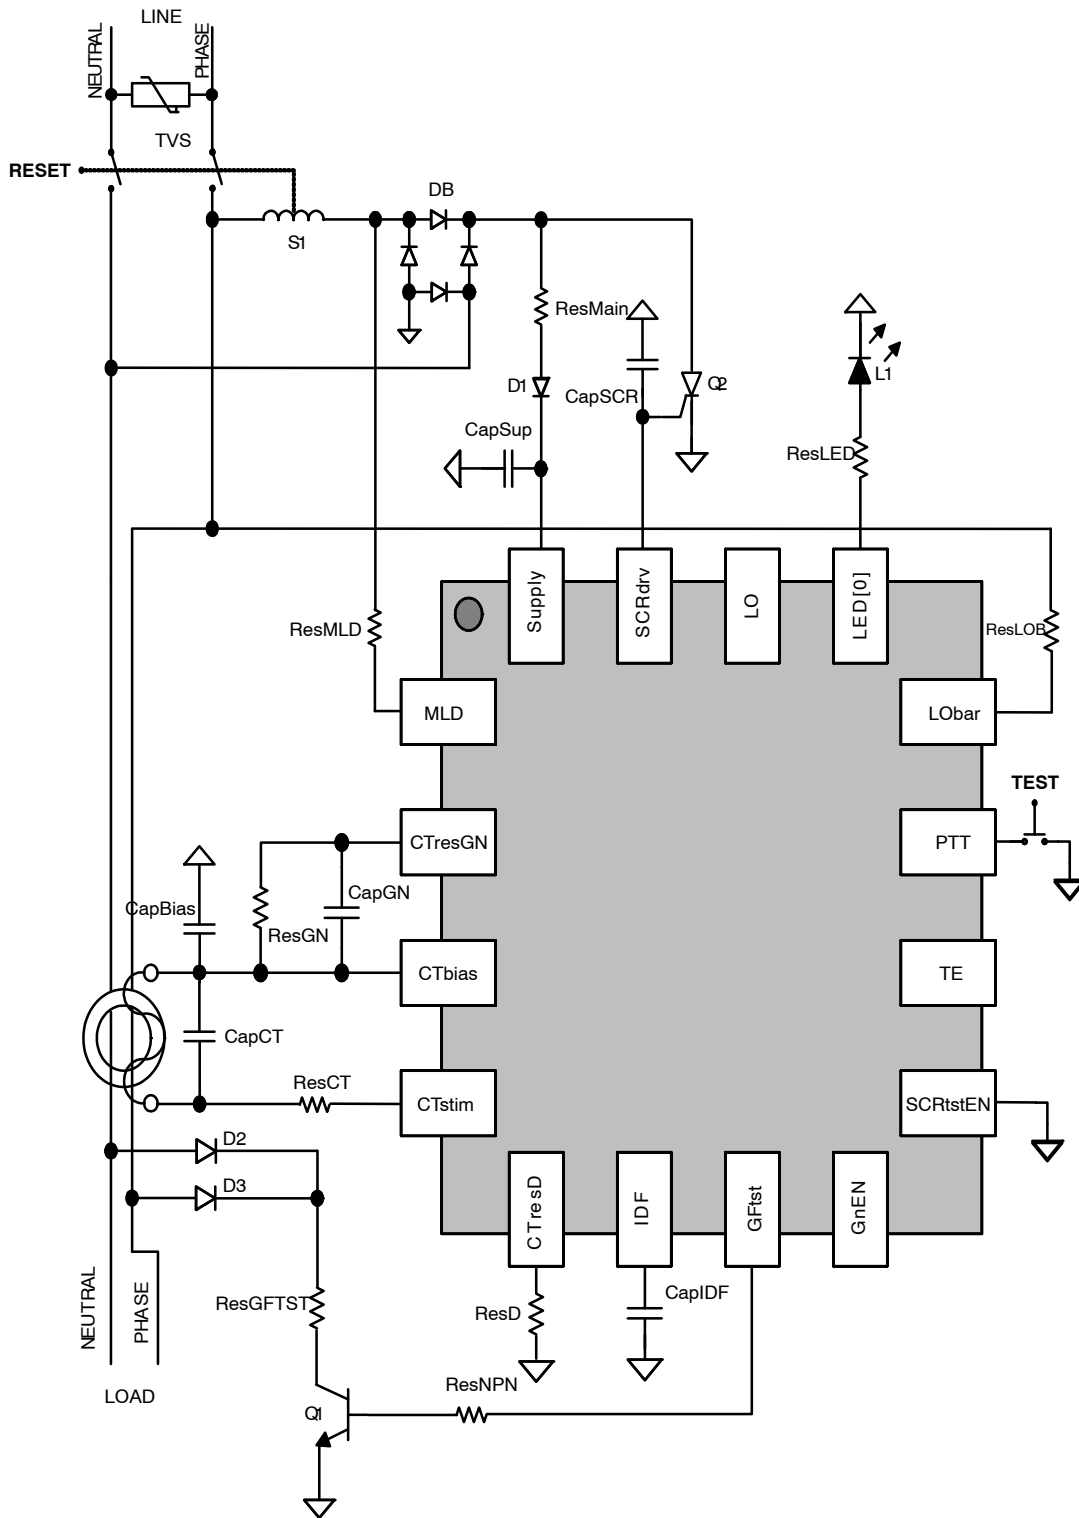 LINE
NEUTRAL
PHASE
TVS
RESET
S1
DB
ResMain
D1
CapSCR
Q2
CapSup
L1
ResLED
ResMLD
ResLOB
Supply
SCRdrv
LO
LED[0]
MLD
LObar
TEST
CTresGN
PTT
CapGN
CapBias
ResGN
CTbias
TE
CapCT
ResCT
CTstim
SCRtstEN
D2
D3
CTresD
IDF
GFtst
GnEN
NEUTRAL
PHASE
ResGFTST
ResD
CapIDF
LOAD
ResNPN
Q1